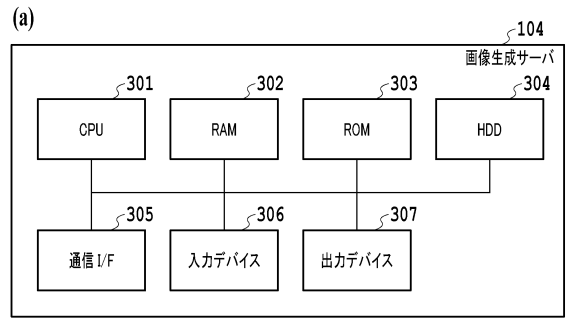 (a)
104
画像生成サーバ
301 302 303 304
CPU RAM ROM HDD
305 306 307
通信I/F 入力デバイス 出力デバイス